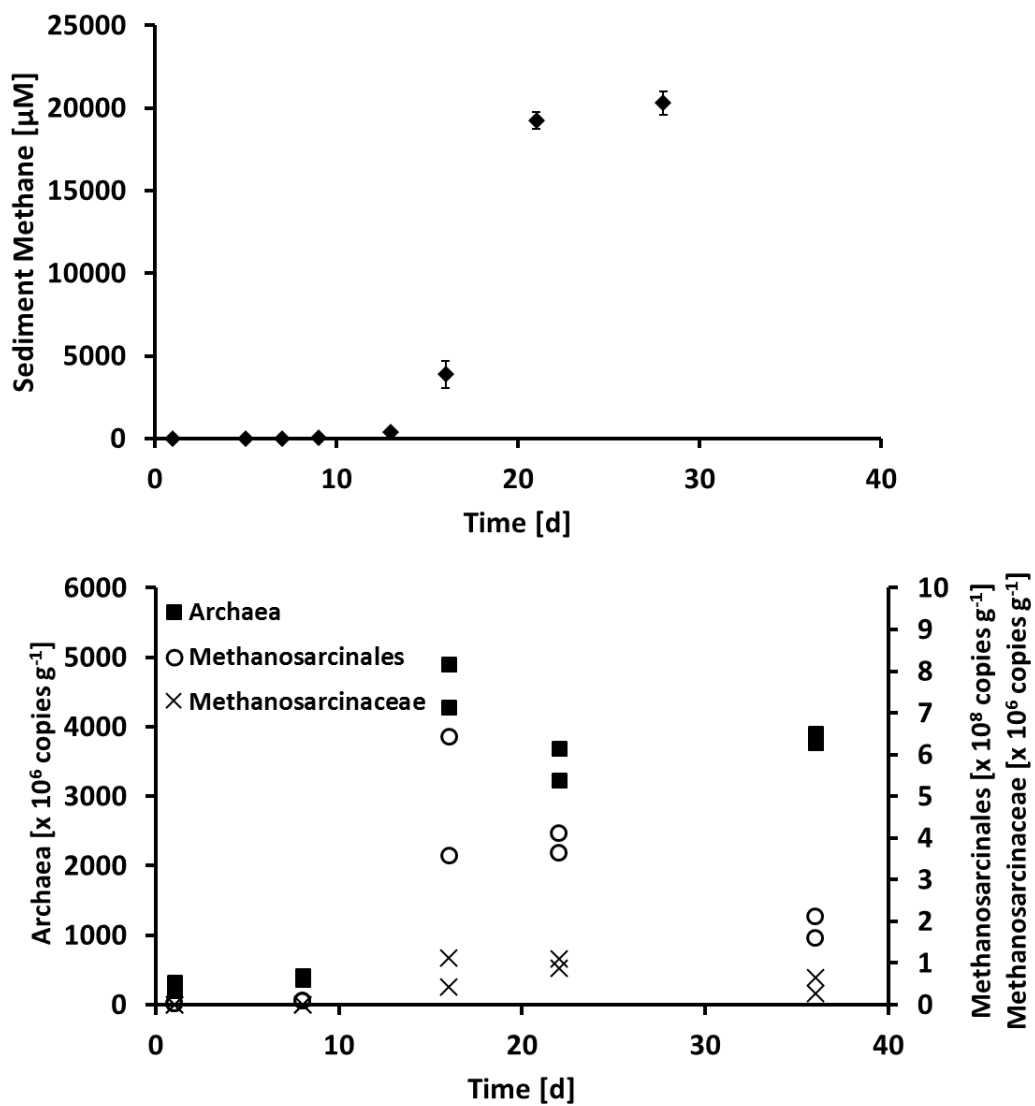 25000
20000
15000
10000
5000
0
Sediment Methane [µM]
0 10 20 30 40
Time [d]
6000
5000
4000
3000
2000
1000
0
Archaea [x 10⁶ copies g⁻¹]
Archaea
Methanosarcinales
Methanosarcinaceae
10
9
8
7
6
5
4
3
2
1
0
Methanosarcinales [x 10⁸ copies g⁻¹]
Methanosarcinaceae [x 10⁶ copies g⁻¹]
0 10 20 30 40
Time [d]